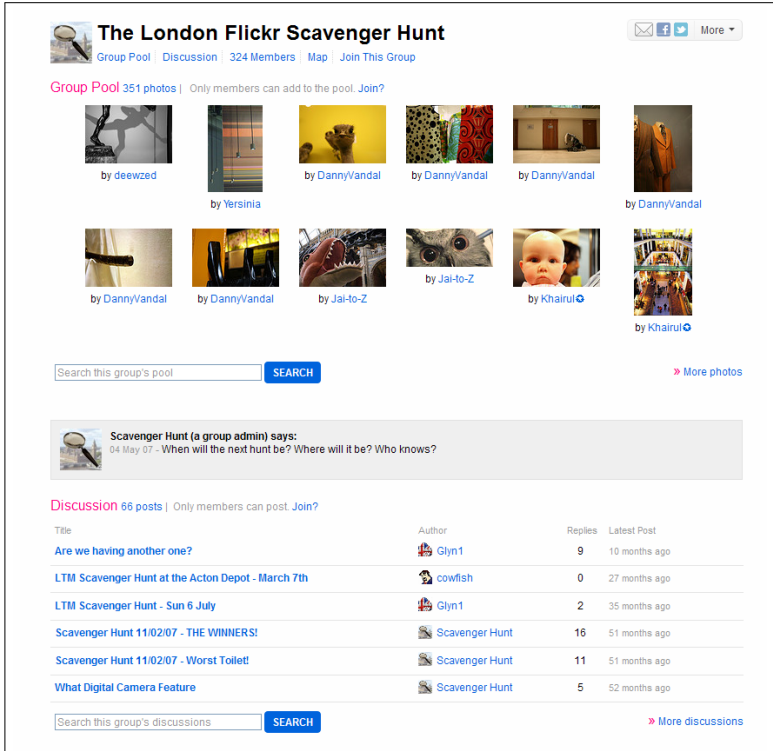 The London Flickr Scavenger Hunt
More
Group Pool Discussion 324 Members Map Join This Group
Group Pool 351 photos | Only members can add to the pool. Join?
by deewzed
by Yersinia
by DannyVandal
by DannyVandal
by DannyVandal
by DannyVandal
by DannyVandal
by DannyVandal
by Jai-to-Z
by Jai-to-Z
by Khairul
by Khairul
Search this group's pool SEARCH
» More photos
Scavenger Hunt (a group admin) says:
04 May 07 - When will the next hunt be? Where will it be? Who knows?
Discussion 66 posts | Only members can post. Join?
Title Author Replies Latest Post
Are we having another one? Glyn1 9 10 months ago
LTM Scavenger Hunt at the Acton Depot - March 7th cowfish 0 27 months ago
LTM Scavenger Hunt - Sun 6 July Glyn1 2 35 months ago
Scavenger Hunt 11/02/07 - THE WINNERS! Scavenger Hunt 16 51 months ago
Scavenger Hunt 11/02/07 - Worst Toilet! Scavenger Hunt 11 51 months ago
What Digital Camera Feature Scavenger Hunt 5 52 months ago
Search this group's discussions SEARCH
» More discussions